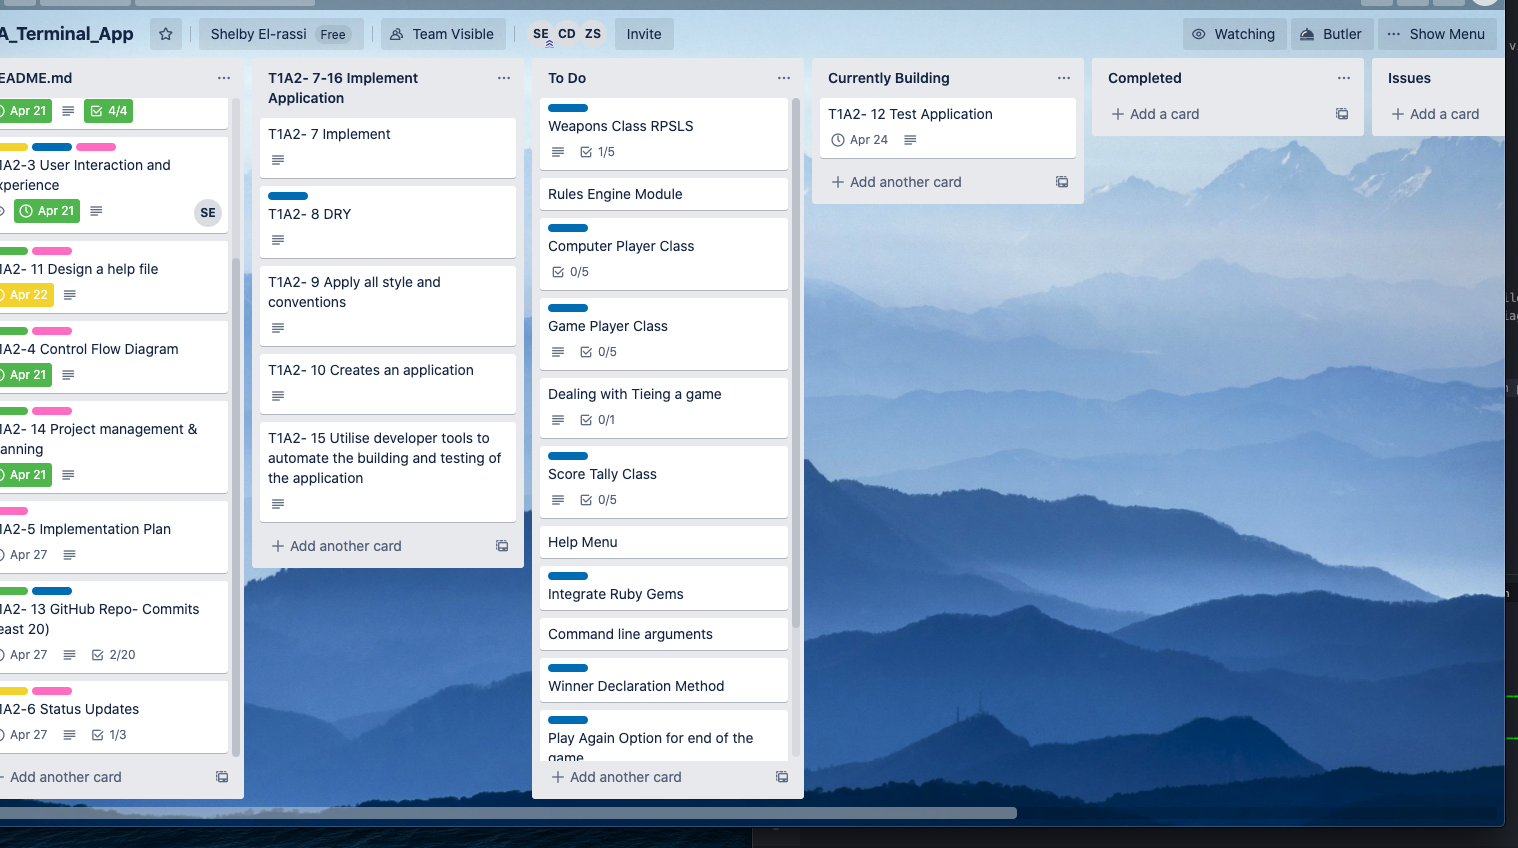 A_Terminal_App
Shelby El-rassi Free
Team Visible
SE CD ZS
Invite
Watching
Butler
Show Menu
EADME.md
Apr 21 4/4
1A2-3 User Interaction and
xperience
Apr 21
SE
1A2- 11 Design a help file
Apr 22
1A2-4 Control Flow Diagram
Apr 21
1A2- 14 Project management &
anning
Apr 21
1A2-5 Implementation Plan
Apr 27
1A2- 13 GitHub Repo- Commits
east 20)
Apr 27 2/20
1A2-6 Status Updates
Apr 27 1/3
Add another card
T1A2- 7-16 Implement
Application
T1A2- 7 Implement
T1A2- 8 DRY
T1A2- 9 Apply all style and
conventions
T1A2- 10 Creates an application
T1A2- 15 Utilise developer tools to
automate the building and testing of
the application
+ Add another card
To Do
Weapons Class RPSLS
1/5
Rules Engine Module
Computer Player Class
0/5
Game Player Class
0/5
Dealing with Tieing a game
0/1
Score Tally Class
0/5
Help Menu
Integrate Ruby Gems
Command line arguments
Winner Declaration Method
Play Again Option for end of the
game
+ Add another card
Currently Building
T1A2- 12 Test Application
Apr 24
+ Add another card
Completed
+ Add a card
Issues
+ Add a card